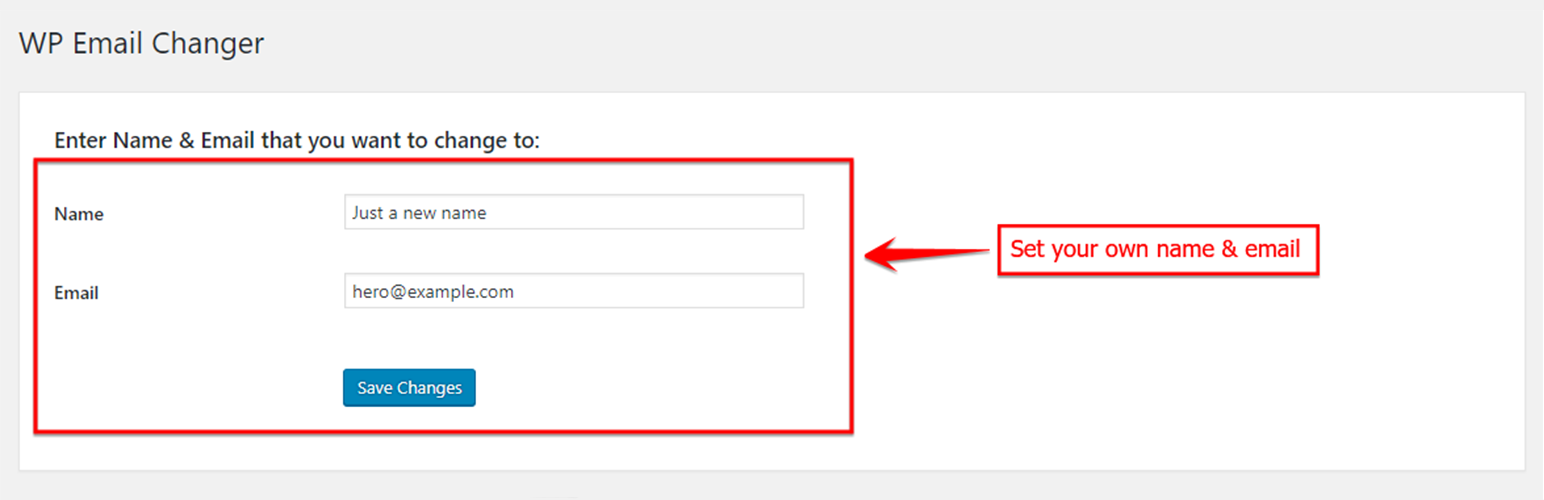 WP Email Changer
Enter Name & Email that you want to change to:
Name
Just a new name
Set your own name & email
Email
hero@example.com
Save Changes